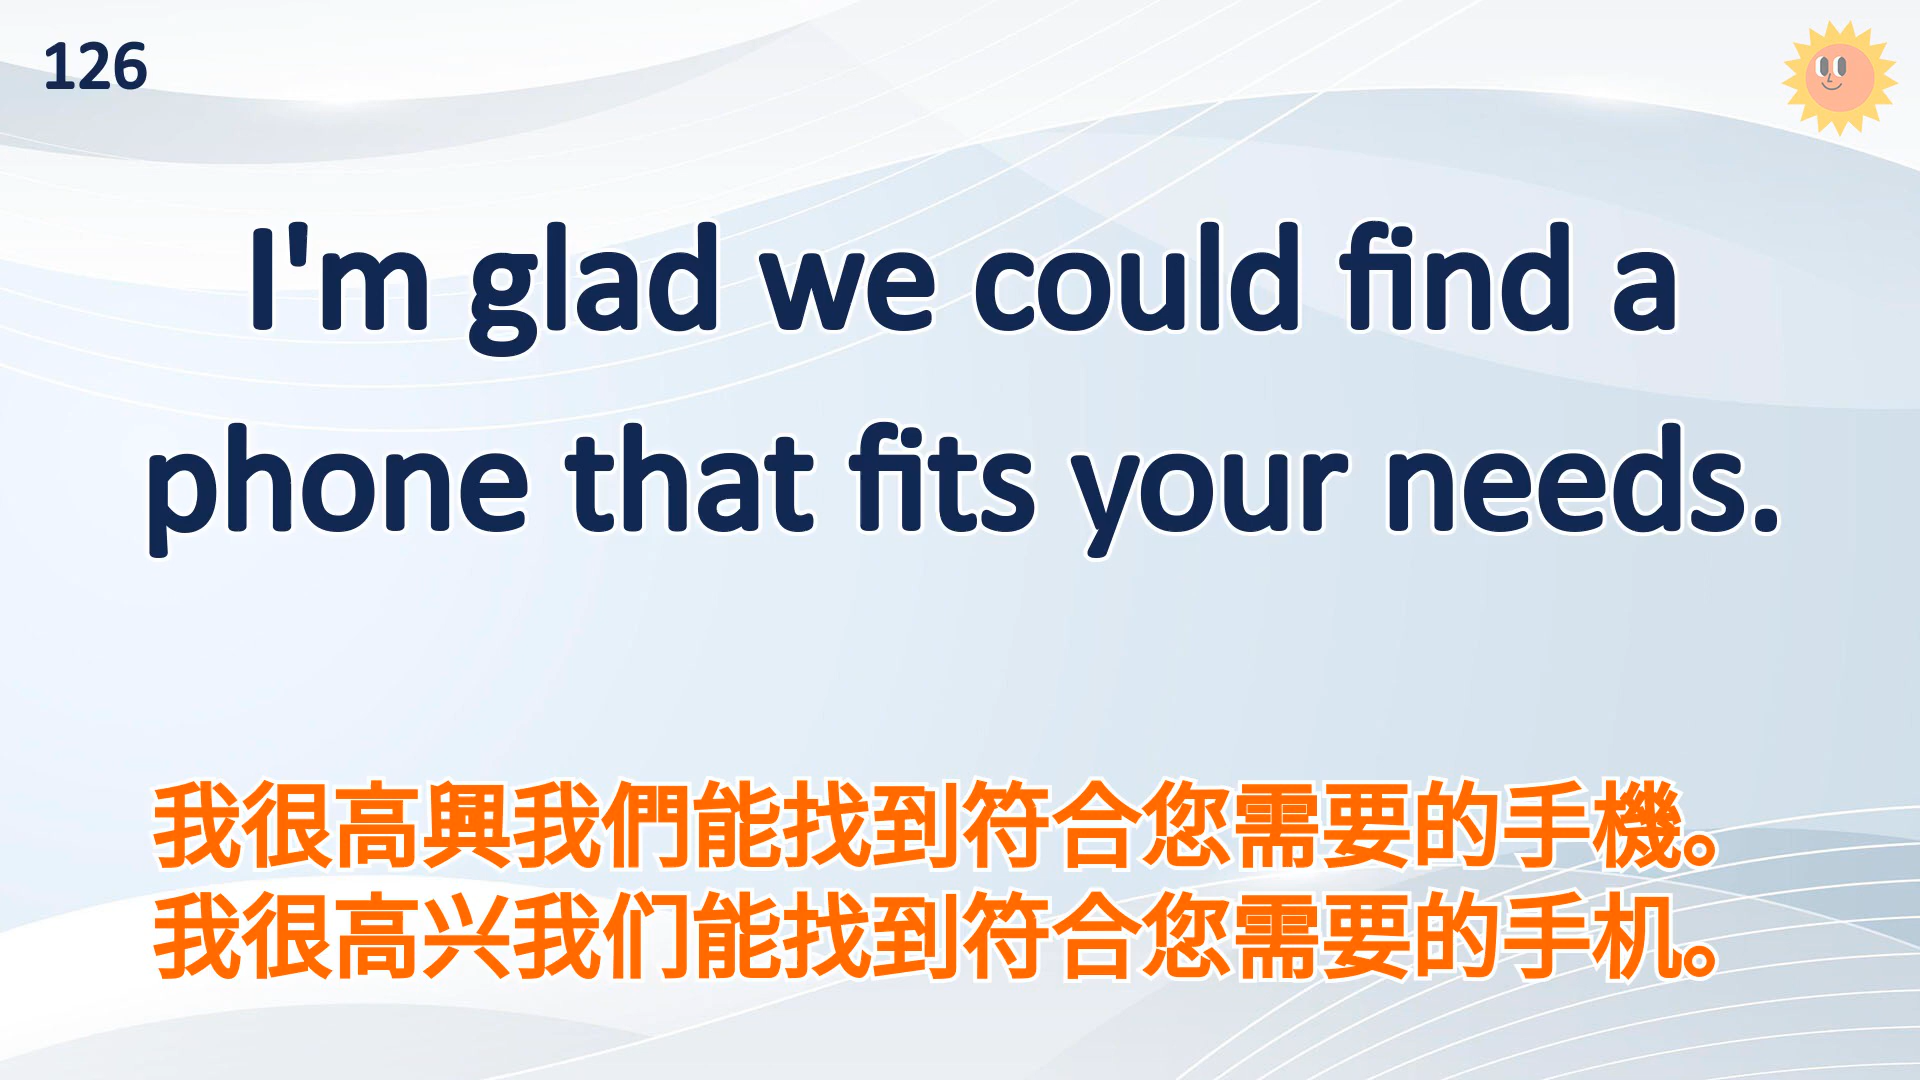 126
I'm glad we could find a
phone that fits your needs.
我很高興我們能找到符合您需要的手機。
我很高兴我们能找到符合您需要的手机。